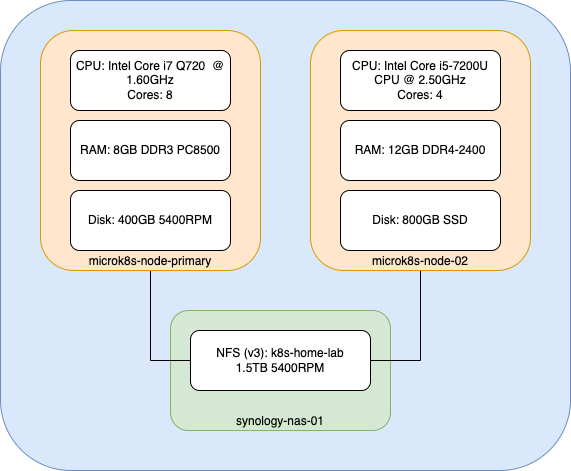 CPU: Intel Core i7 Q720 @
1.60GHz
Cores: 8
RAM: 8GB DDR3 PC8500
Disk: 400GB 5400RPM
microk8s-node-primary
CPU: Intel Core i5-7200U
CPU @ 2.50GHz
Cores: 4
RAM: 12GB DDR4-2400
Disk: 800GB SSD
microk8s-node-02
NFS (v3): k8s-home-lab
1.5TB 5400RPM
synology-nas-01